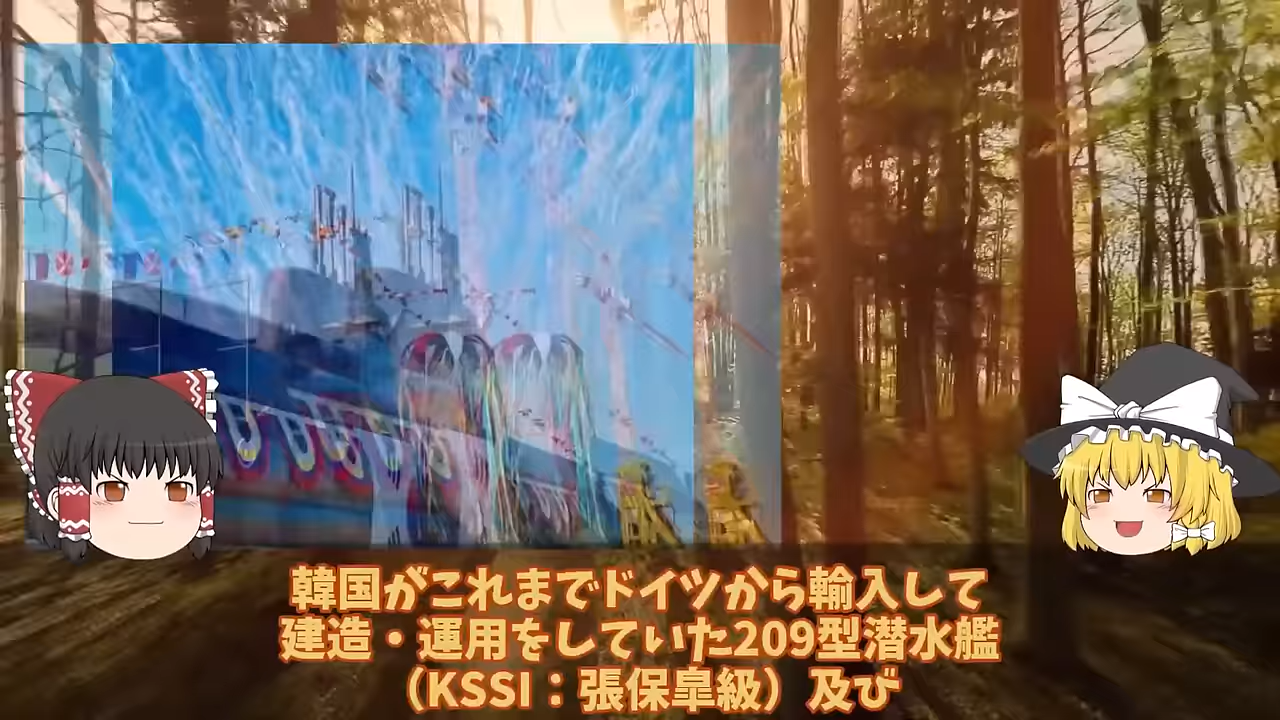 韓国がこれまでドイツから輸入して
建造・運用をしていた209型潜水艦
（KSSI：張保皐級）及び